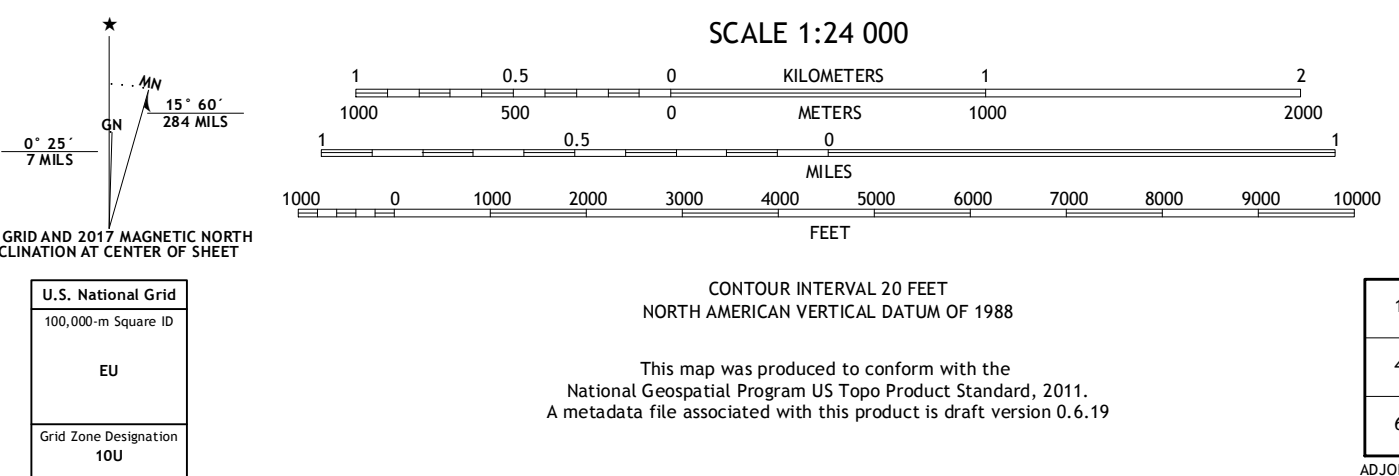 ★
MN
15° 60´
284 MILS
GN
0° 25´
7 MILS
GRID AND 2017 MAGNETIC NORTH
CLINATION AT CENTER OF SHEET
U.S. National Grid
100,000-m Square ID
EU
Grid Zone Designation
10U
SCALE 1:24 000
1 0.5 0 KILOMETERS 1 2
1000 500 0 METERS 1000 2000
1 0.5 0 1
MILES
1000 0 1000 2000 3000 4000 5000 6000 7000 8000 9000 10000
FEET
CONTOUR INTERVAL 20 FEET
NORTH AMERICAN VERTICAL DATUM OF 1988
This map was produced to conform with the
National Geospatial Program US Topo Product Standard, 2011.
A metadata file associated with this product is draft version 0.6.19
1
4
6
ADJO